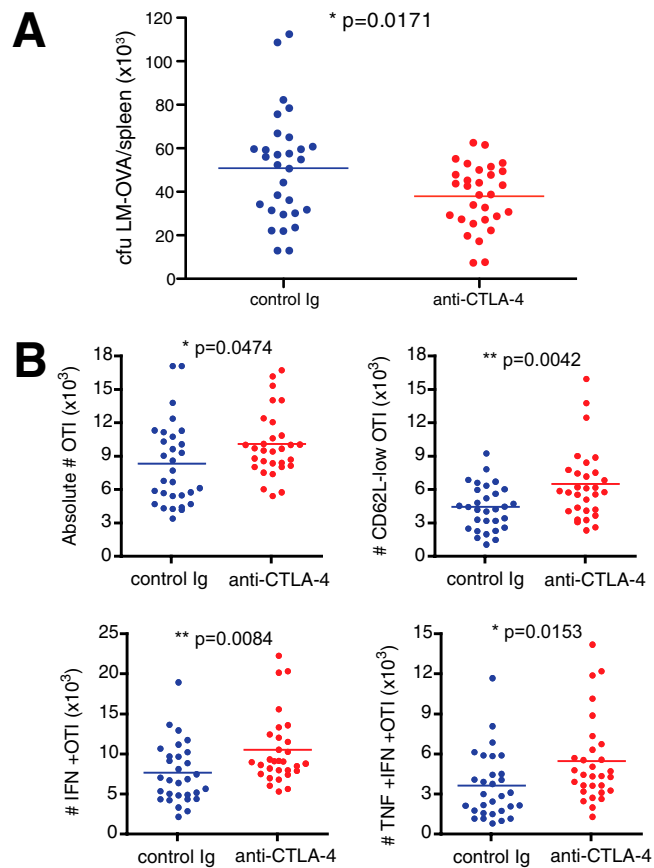 A
* p=0.0171
cfu LM-OVA/spleen (x10³)
120
100
80
60
40
20
0
control Ig
anti-CTLA-4
B
* p=0.0474
Absolute # OTI (x10³)
18
15
12
9
6
3
0
control Ig
anti-CTLA-4
** p=0.0042
# CD62L-low OTI (x10³)
18
15
12
9
6
3
0
control Ig
anti-CTLA-4
** p=0.0084
# IFN +OTI (x10³)
25
20
15
10
5
0
control Ig
anti-CTLA-4
* p=0.0153
# TNF +IFN +OTI (x10³)
15
12
9
6
3
0
control Ig
anti-CTLA-4